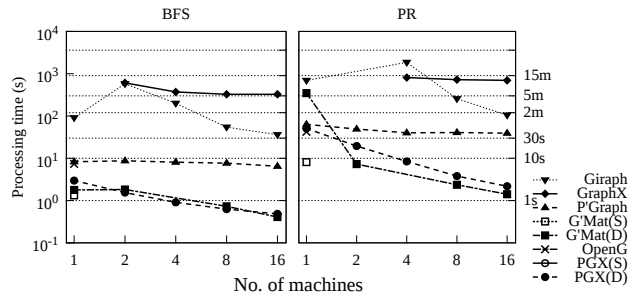 BFS
PR
Processing time (s)
10^4
10^3
10^2
10^1
10^0
10^-1
15m
5m
2m
30s
10s
1s
1 2 4 8 16
1 2 4 8 16
No. of machines
Giraph
GraphX
P'Graph
G'Mat(S)
G'Mat(D)
OpenG
PGX(S)
PGX(D)